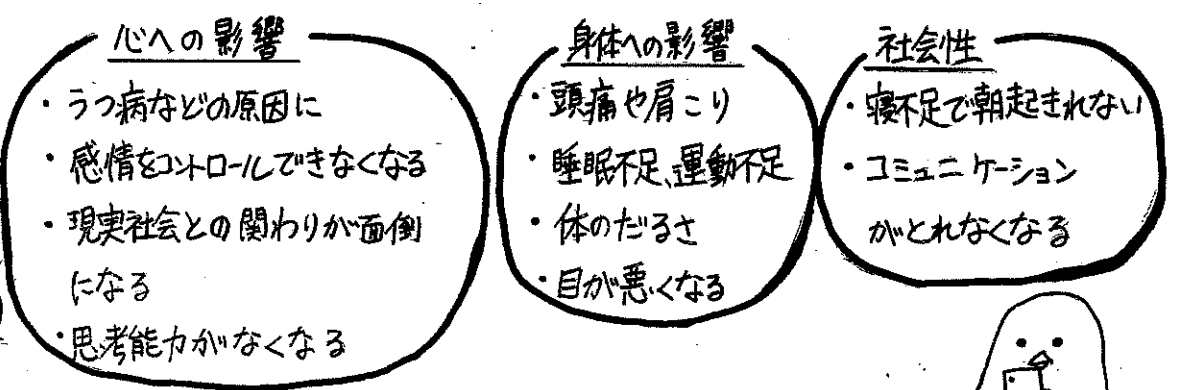 心への影響
・うつ病などの原因に
・感情をコントロールできなくなる
・現実社会との関わりが面倒
になる
・思考能力がなくなる
身体への影響
・頭痛や肩こり
・睡眠不足、運動不足
・体のだるさ
・目が悪くなる
社会性
・寝不足で朝起きれない
・コミュニケーション
がとれなくなる